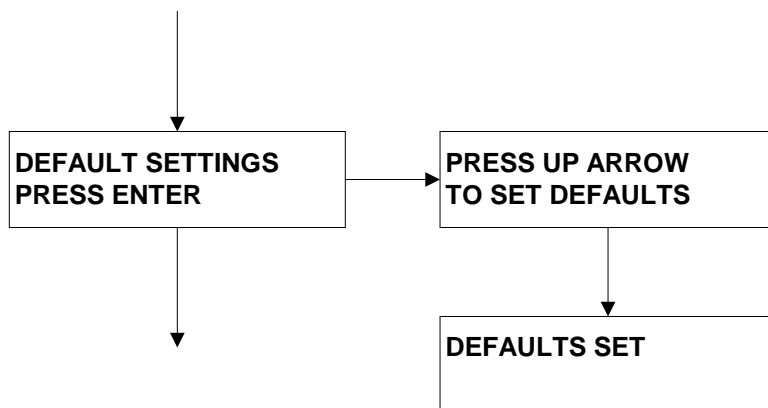 DEFAULT SETTINGS
PRESS ENTER
PRESS UP ARROW
TO SET DEFAULTS
DEFAULTS SET